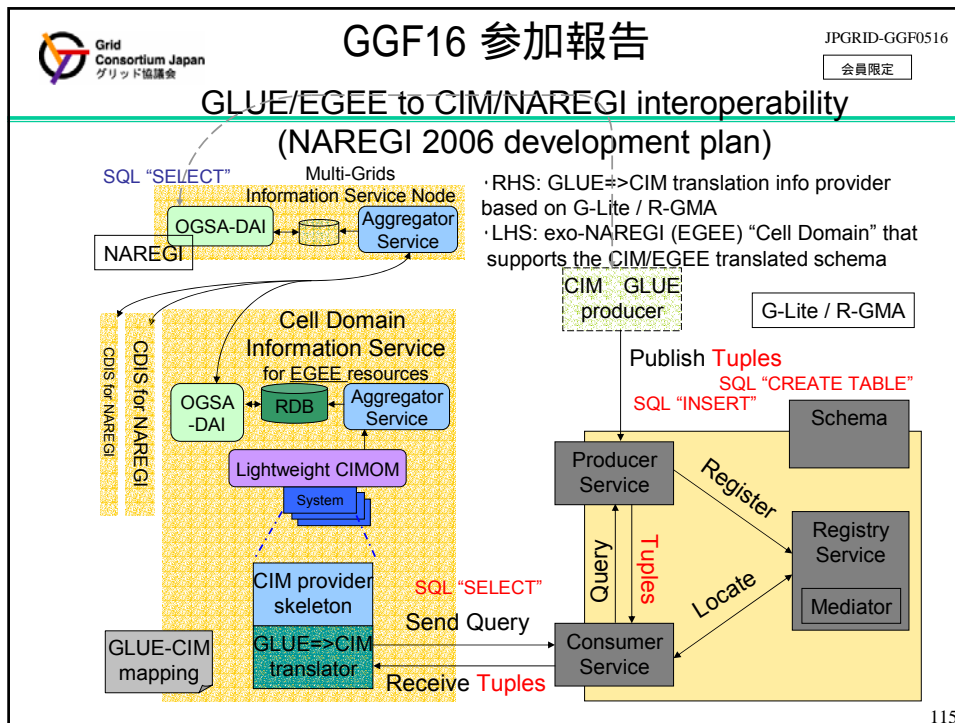 Grid
Consortium Japan
グリッド協議会
GGF16 参加報告
JPGRID-GGF0516
会員限定
GLUE/EGEE to CIM/NAREGI interoperability
(NAREGI 2006 development plan)
SQL “SELECT”
Multi-Grids
Information Service Node
OGSA-DAI
Aggregator
Service
NAREGI
·RHS: GLUE=>CIM translation info provider
based on G-Lite / R-GMA
·LHS: exo-NAREGI (EGEE) “Cell Domain” that
supports the CIM/EGEE translated schema
CIM GLUE
producer
G-Lite / R-GMA
CDIS for NAREGI
CDIS for NAREGI
Cell Domain
Information Service
for EGEE resources
OGSA
-DAI
RDB
Aggregator
Service
Lightweight CIMOM
System
CIM provider
skeleton
GLUE=>CIM
translator
GLUE-CIM
mapping
Publish Tuples
SQL “CREATE TABLE”
SQL “INSERT”
Schema
Producer
Service
Register
Registry
Service
Mediator
Query
Tuples
Locate
SQL “SELECT”
Send Query
Consumer
Service
Receive Tuples
115